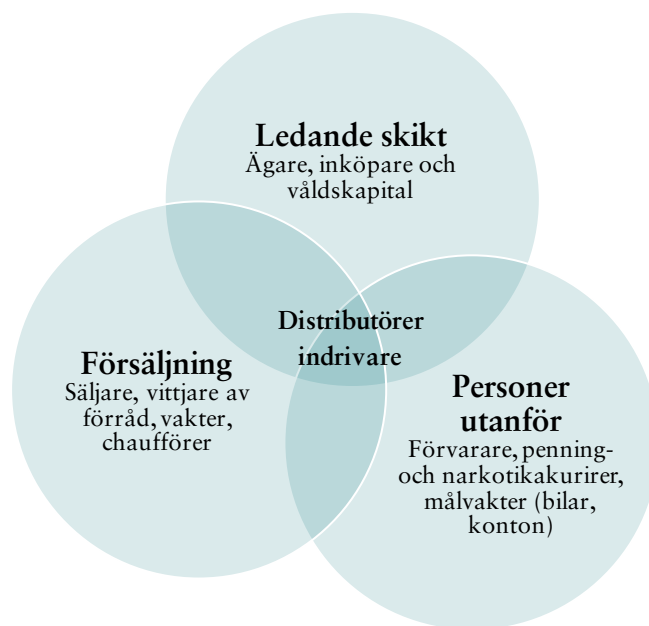 Ledande skikt
Ägare, inköpare och
våldskapital
Distributörer
indrivare
Försäljning
Säljare, vittjare av
förråd, vakter,
chaufförer
Personer
utanför
Förvarare, penning-
och narkotikakurirer,
målvakter (bilar,
konton)